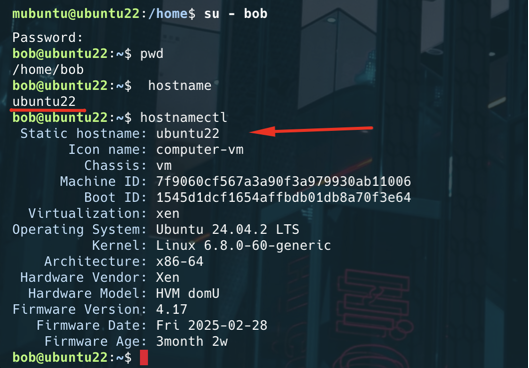 mubuntu@ubuntu22:/home$ su - bob
Password:
bob@ubuntu22:~$ pwd
/home/bob
bob@ubuntu22:~$  hostname
ubuntu22
bob@ubuntu22:~$ hostnamectl
 Static hostname: ubuntu22
       Icon name: computer-vm
         Chassis: vm
      Machine ID: 7f9060cf567a3a90f3a979930ab11006
         Boot ID: 1545d1dcf1654affbdb01db8a70f3e64
  Virtualization: xen
Operating System: Ubuntu 24.04.2 LTS
          Kernel: Linux 6.8.0-60-generic
    Architecture: x86-64
 Hardware Vendor: Xen
  Hardware Model: HVM domU
Firmware Version: 4.17
   Firmware Date: Fri 2025-02-28
    Firmware Age: 3month 2w
bob@ubuntu22:~$